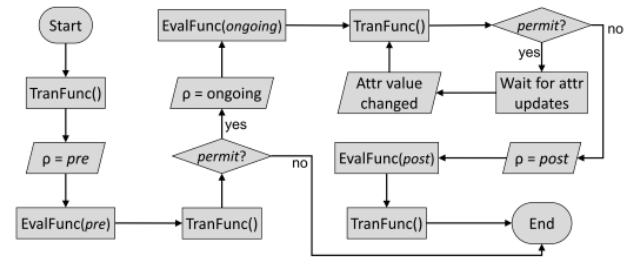 Start
TranFunc()
ρ = pre
EvalFunc(pre)
TranFunc()
permit?
yes
no
ρ = ongoing
EvalFunc(ongoing)
TranFunc()
permit?
yes
no
Wait for attr
updates
Attr value
changed
ρ = post
EvalFunc(post)
TranFunc()
End